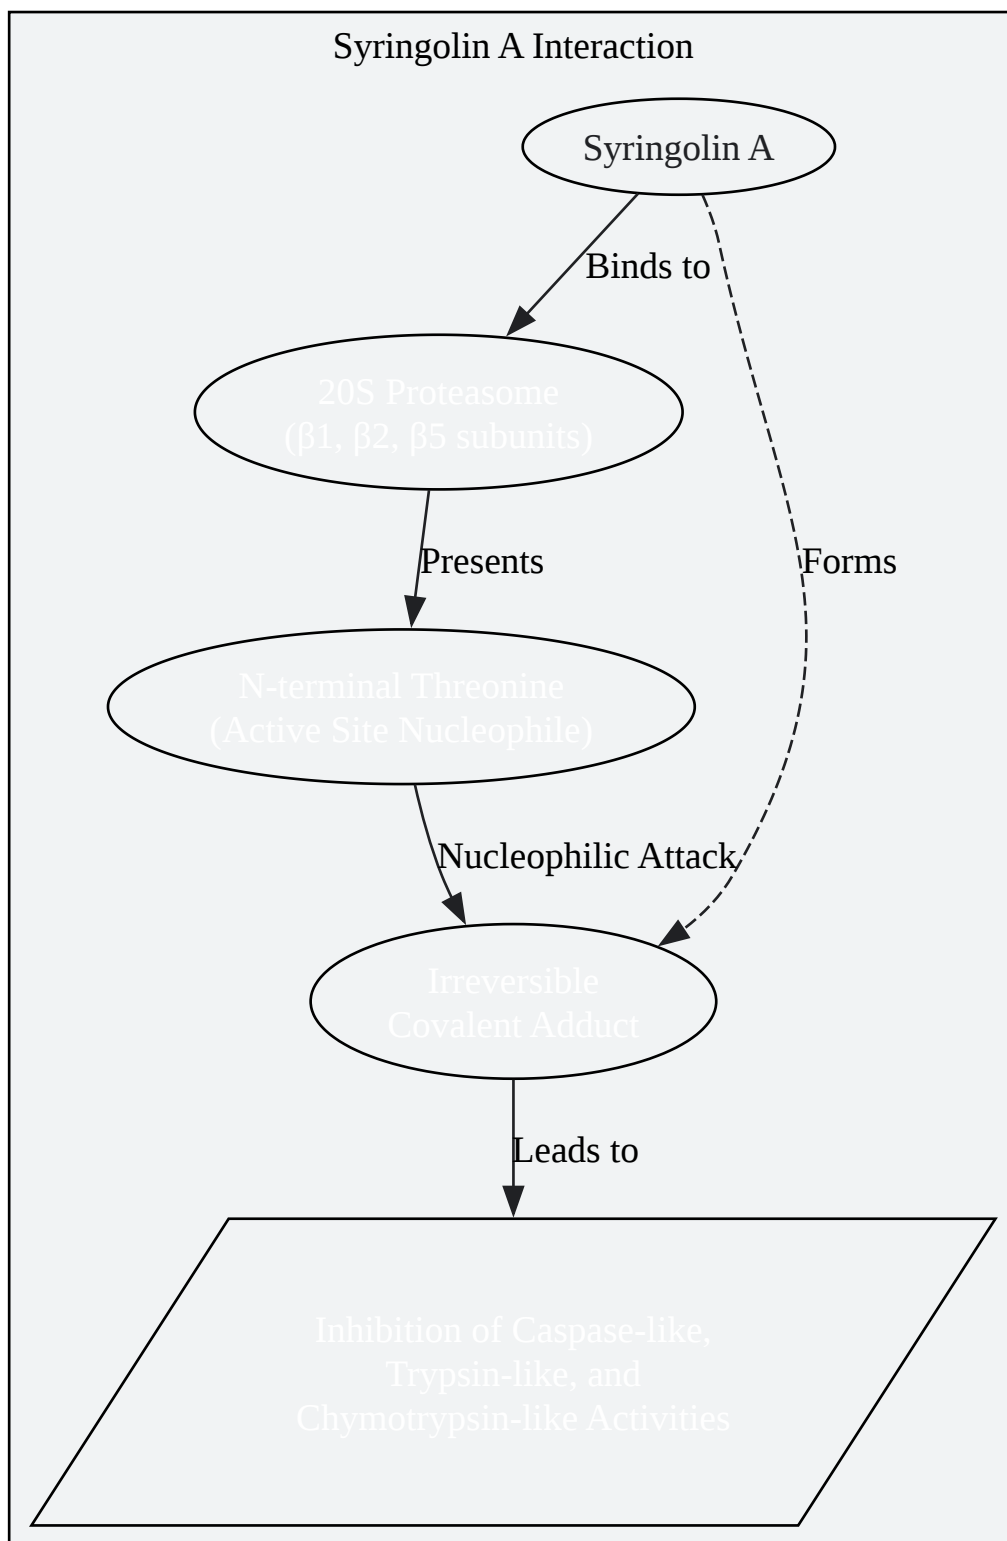 Syringolin A Interaction
Syringolin A
Binds to
20S Proteasome
(β1, β2, β5 subunits)
Presents
Forms
N-terminal Threonine
(Active Site Nucleophile)
Nucleophilic Attack
Irreversible
Covalent Adduct
Leads to
Inhibition of Caspase-like,
Trypsin-like, and
Chymotrypsin-like Activities